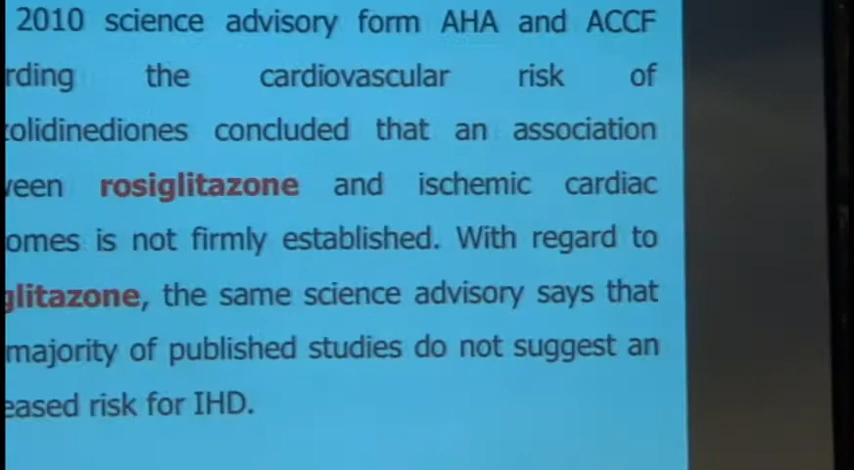 2010 science advisory form AHA and ACCF
rding the cardiovascular risk of
olidinediones concluded that an association
veen rosiglitazone and ischemic cardiac
omes is not firmly established. With regard to
glitazone, the same science advisory says that
majority of published studies do not suggest an
eased risk for IHD.